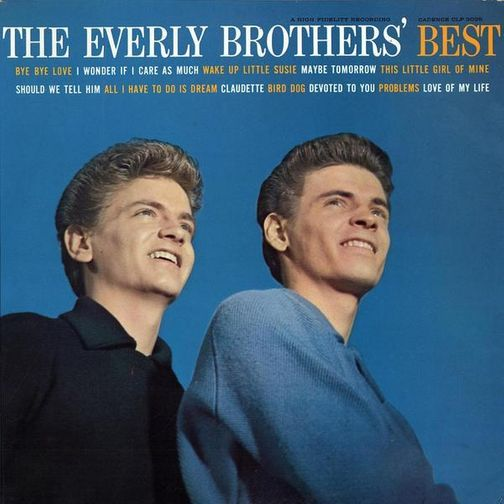 A HIGH FIDELITY RECORDING CADENCE CLP 3025
THE EVERLY BROTHERS' BEST
BYE BYE LOVE I WONDER IF I CARE AS MUCH WAKE UP LITTLE SUSIE MAYBE TOMORROW THIS LITTLE GIRL OF MINE
SHOULD WE TELL HIM ALL I HAVE TO DO IS DREAM CLAUDETTE BIRD DOG DEVOTED TO YOU PROBLEMS LOVE OF MY LIFE